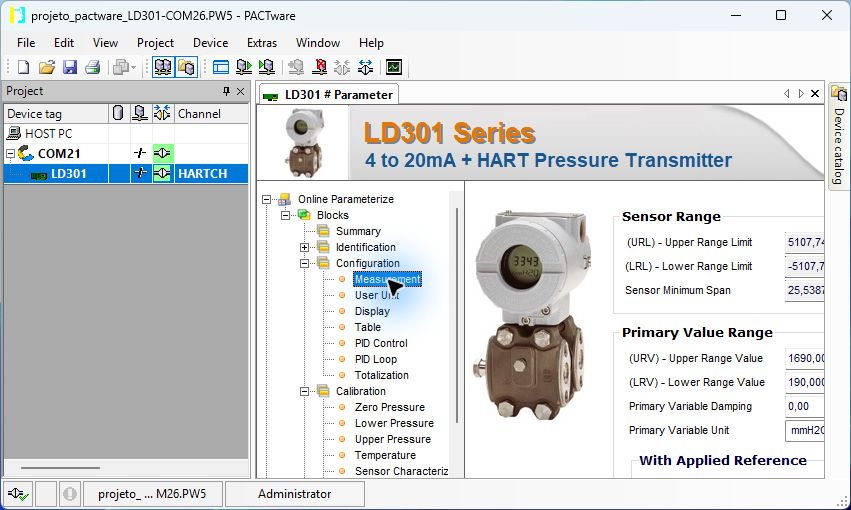 projeto_pactware_LD301-COM26.PW5 - PACTware
File Edit View Project Device Extras Window Help
Project
Device tag Channel
HOST PC
COM21
LD301 HARTCH
LD301 # Parameter
LD301 Series
4 to 20mA + HART Pressure Transmitter
Online Parameterize
Blocks
Summary
Identification
Configuration
Measurement
User Unit
Display
Table
PID Control
PID Loop
Totalization
Calibration
Zero Pressure
Lower Pressure
Upper Pressure
Temperature
Sensor Characteriz
3343
mmH2O
Sensor Range
(URL) - Upper Range Limit 5107,74
(LRL) - Lower Range Limit -5107,7
Sensor Minimum Span 25,5387
Primary Value Range
(URV) - Upper Range Value 1690,00
(LRV) - Lower Range Value 190,000
Primary Variable Damping 0,00
Primary Variable Unit mmH2O
With Applied Reference
Device catalog
projeto_ ... M26.PW5 Administrator